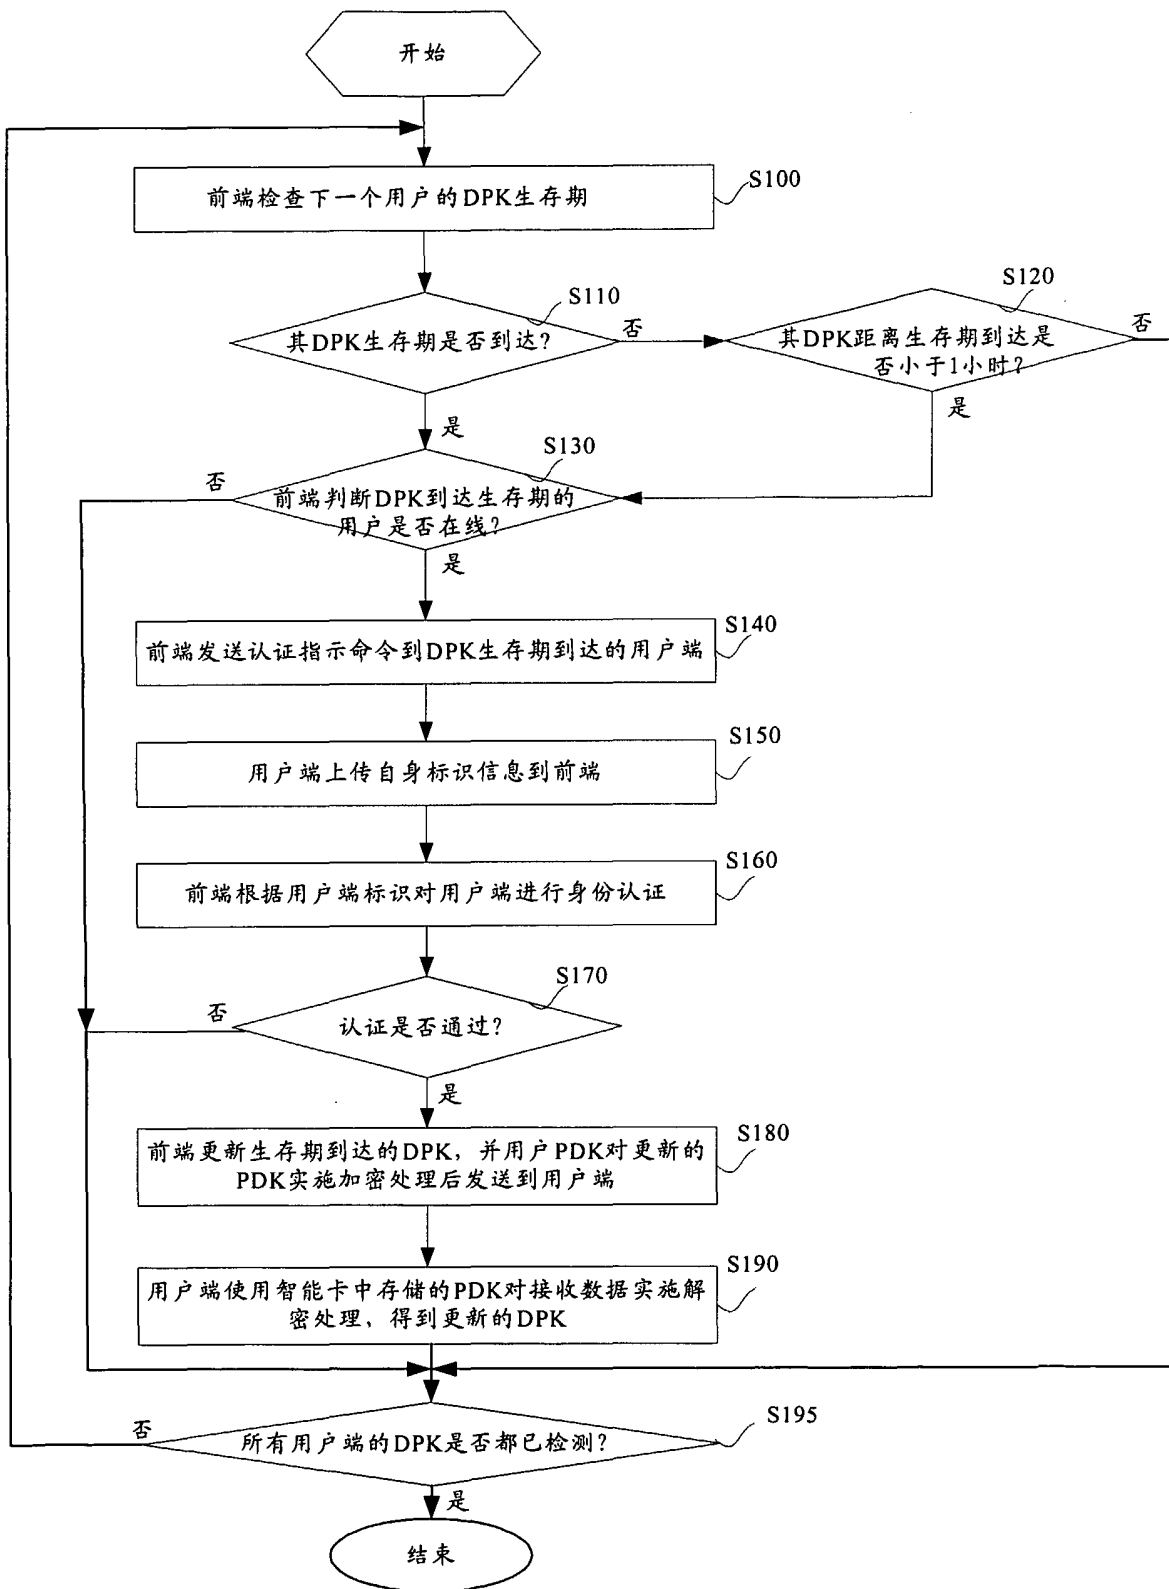 开始
前端检查下一个用户的DPK生存期
S100
S110
其DPK生存期是否到达?
否
S120
其DPK距离生存期到达是
否小于1小时?
否
是
是
S130
否
前端判断DPK到达生存期的
用户是否在线?
是
S140
前端发送认证指示命令到DPK生存期到达的用户端
S150
用户端上传自身标识信息到前端
S160
前端根据用户端标识对用户端进行身份认证
S170
否
认证是否通过?
是
S180
前端更新生存期到达的DPK，并用户PDK对更新的
PDK实施加密处理后发送到用户端
S190
用户端使用智能卡中存储的PDK对接收数据实施解
密处理，得到更新的DPK
S195
否
所有用户端的DPK是否都已检测?
是
结束